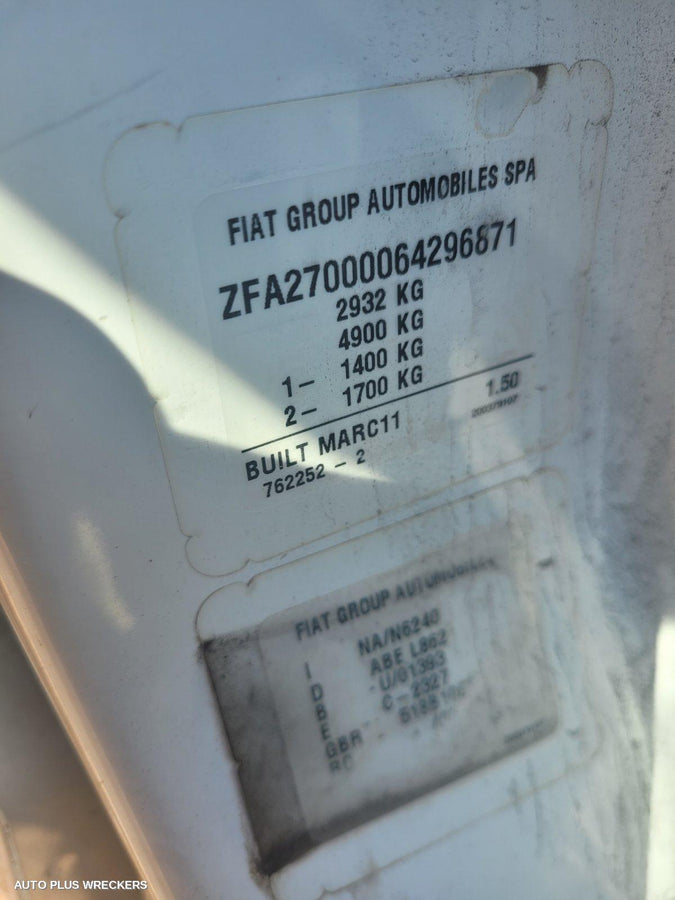 FIAT GROUP AUTOMOBILES SPA
ZFA27000064296871
2932 KG
4900 KG
1- 1400 KG
2- 1700 KG
1.50
BUILT MARC11
762252 - 2
FIAT GROUP AUTOMOBILES
I NA/N6240
D ABE L862
B U/01393
E C-2327
GBR
AUTO PLUS WRECKERS